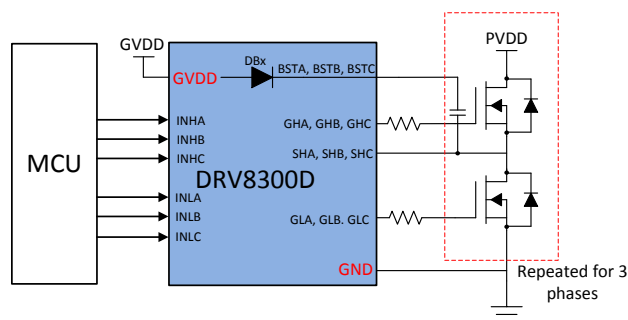 GVDD
PVDD
DBx
BSTA, BSTB, BSTC
GVDD
INHA
GHA, GHB, GHC
INHB
INHC
SHA, SHB, SHC
MCU
DRV8300D
INLA
INLB
GLA, GLB. GLC
INLC
GND
Repeated for 3
phases